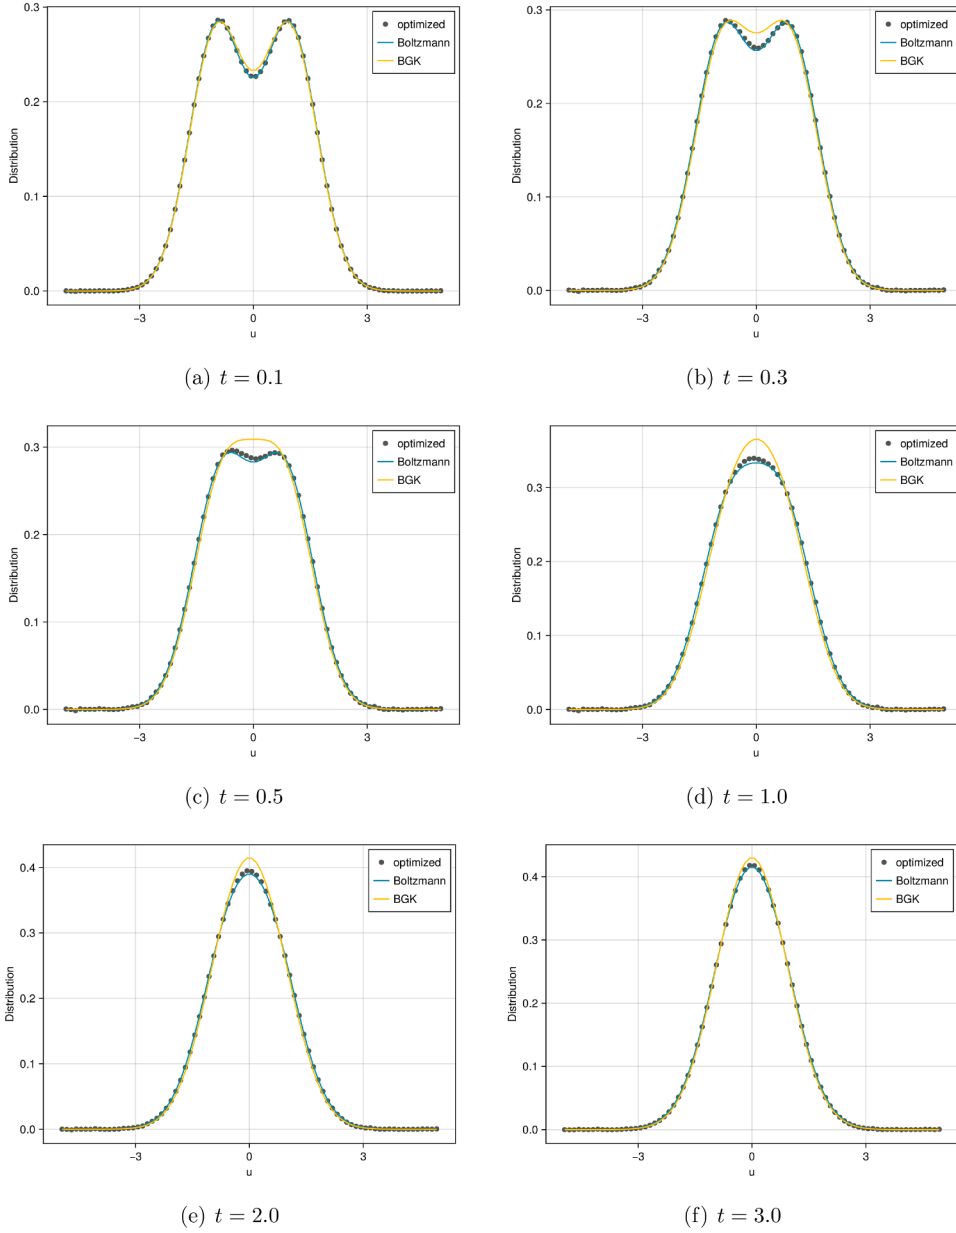 0.3
0.2
0.1
0.0
Distribution
−3
0
3
u
optimized
Boltzmann
BGK
(a) t = 0.1
0.3
0.2
0.1
0.0
Distribution
−3
0
3
u
optimized
Boltzmann
BGK
(b) t = 0.3
0.3
0.2
0.1
0.0
Distribution
−3
0
3
u
optimized
Boltzmann
BGK
(c) t = 0.5
0.3
0.2
0.1
0.0
Distribution
−3
0
3
u
optimized
Boltzmann
BGK
(d) t = 1.0
0.4
0.3
0.2
0.1
0.0
Distribution
−3
0
3
u
optimized
Boltzmann
BGK
(e) t = 2.0
0.4
0.3
0.2
0.1
0.0
Distribution
−3
0
3
u
optimized
Boltzmann
BGK
(f) t = 3.0